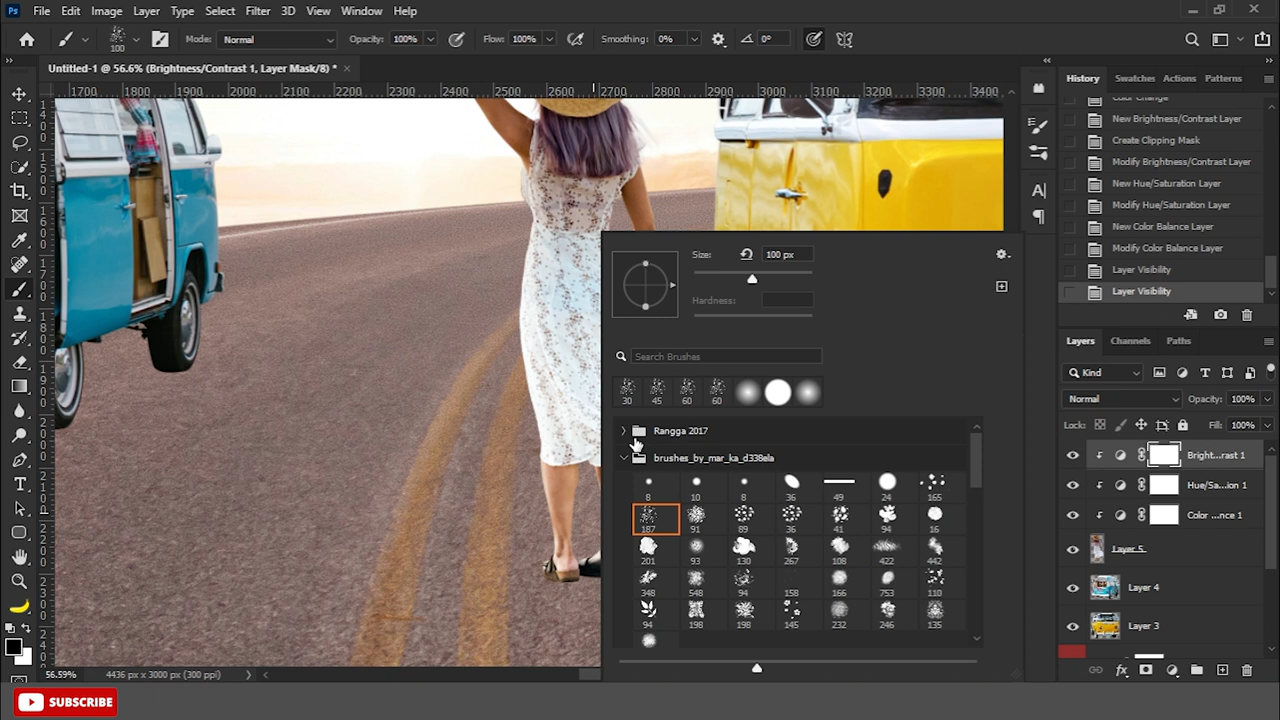 Ps File Edit Image Layer Type Select Filter 3D View Window Help
100 Mode: Normal Opacity: 100% Flow: 100% Smoothing: 0% 0°
Untitled-1 @ 56.6% (Brightness/Contrast 1, Layer Mask/8) * ×
1700 1800 1900 2000 2100 2200 2300 2400 2500 2600 2700 2800 2900 3000 3100 3200 3300 3400
History Swatches Actions Patterns
Color Change
New Brightness/Contrast Layer
Create Clipping Mask
Modify Brightness/Contrast Layer
New Hue/Saturation Layer
Modify Hue/Saturation Layer
New Color Balance Layer
Modify Color Balance Layer
Layer Visibility
Layer Visibility
Size: 100 px
Hardness:
Search Brushes
30 45 60 60
Rangga 2017
brushes_by_mar_ka_d338ela
8 10 8 36 49 24 165
187 91 89 36 41 94 16
201 93 130 267 108 422 442
348 548 94 158 166 753 110
94 198 198 145 232 246 135
Layers Channels Paths
Kind
Normal Opacity: 100%
Lock: Fill: 100%
Bright...rast 1
Hue/Sa...ion 1
Color ...nce 1
Layer 5
Layer 4
Layer 3
56.59% 4436 px x 3000 px (300 ppi)
SUBSCRIBE